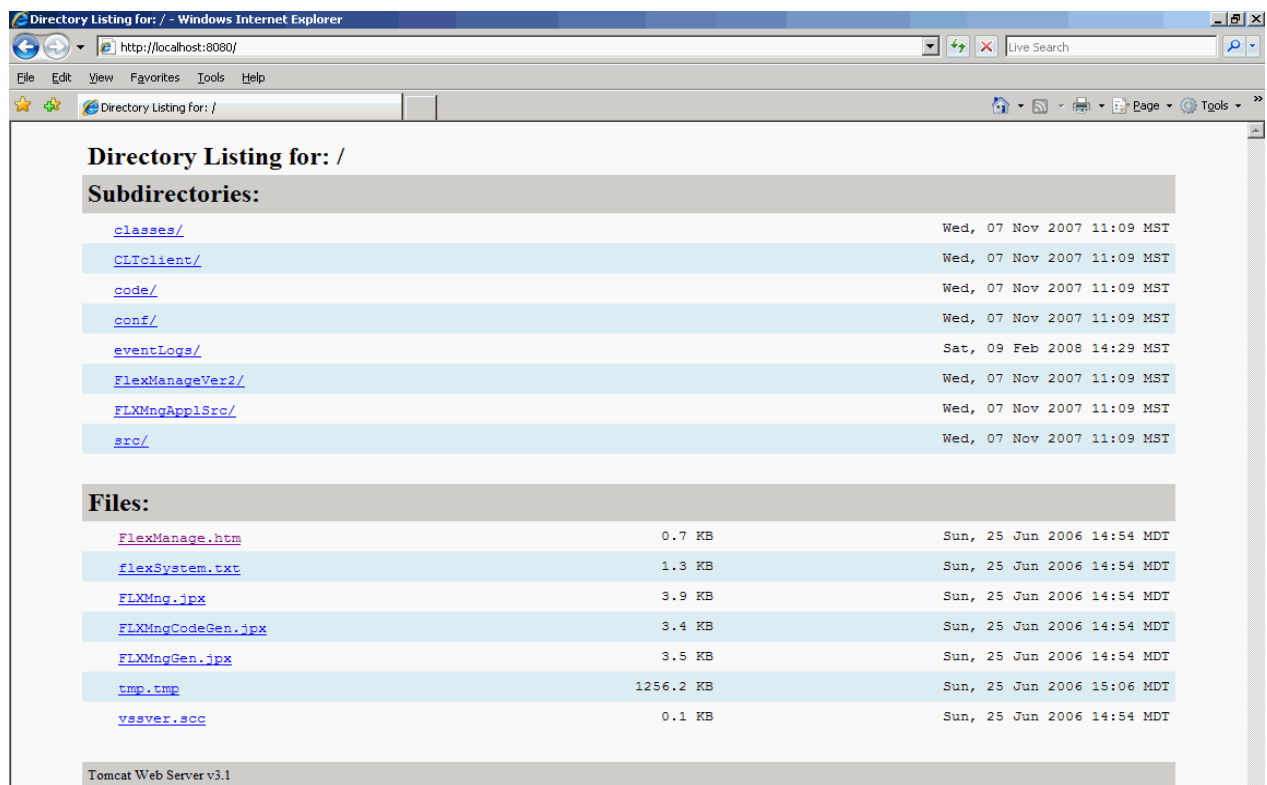 Directory Listing for: / - Windows Internet Explorer
http://localhost:8080/ Live Search
File Edit View Favorites Tools Help
Directory Listing for: / Page Tools »
Directory Listing for: /
Subdirectories:
classes/ Wed, 07 Nov 2007 11:09 MST
CLTclient/ Wed, 07 Nov 2007 11:09 MST
code/ Wed, 07 Nov 2007 11:09 MST
conf/ Wed, 07 Nov 2007 11:09 MST
eventLogs/ Sat, 09 Feb 2008 14:29 MST
FlexManageVer2/ Wed, 07 Nov 2007 11:09 MST
FLXMngApplSrc/ Wed, 07 Nov 2007 11:09 MST
src/ Wed, 07 Nov 2007 11:09 MST
Files:
FlexManage.htm 0.7 KB Sun, 25 Jun 2006 14:54 MDT
flexSystem.txt 1.3 KB Sun, 25 Jun 2006 14:54 MDT
FLXMng.jpx 3.9 KB Sun, 25 Jun 2006 14:54 MDT
FLXMngCodeGen.jpx 3.4 KB Sun, 25 Jun 2006 14:54 MDT
FLXMngGen.jpx 3.5 KB Sun, 25 Jun 2006 14:54 MDT
tmp.tmp 1256.2 KB Sun, 25 Jun 2006 15:06 MDT
vssver.scc 0.1 KB Sun, 25 Jun 2006 14:54 MDT
Tomcat Web Server v3.1